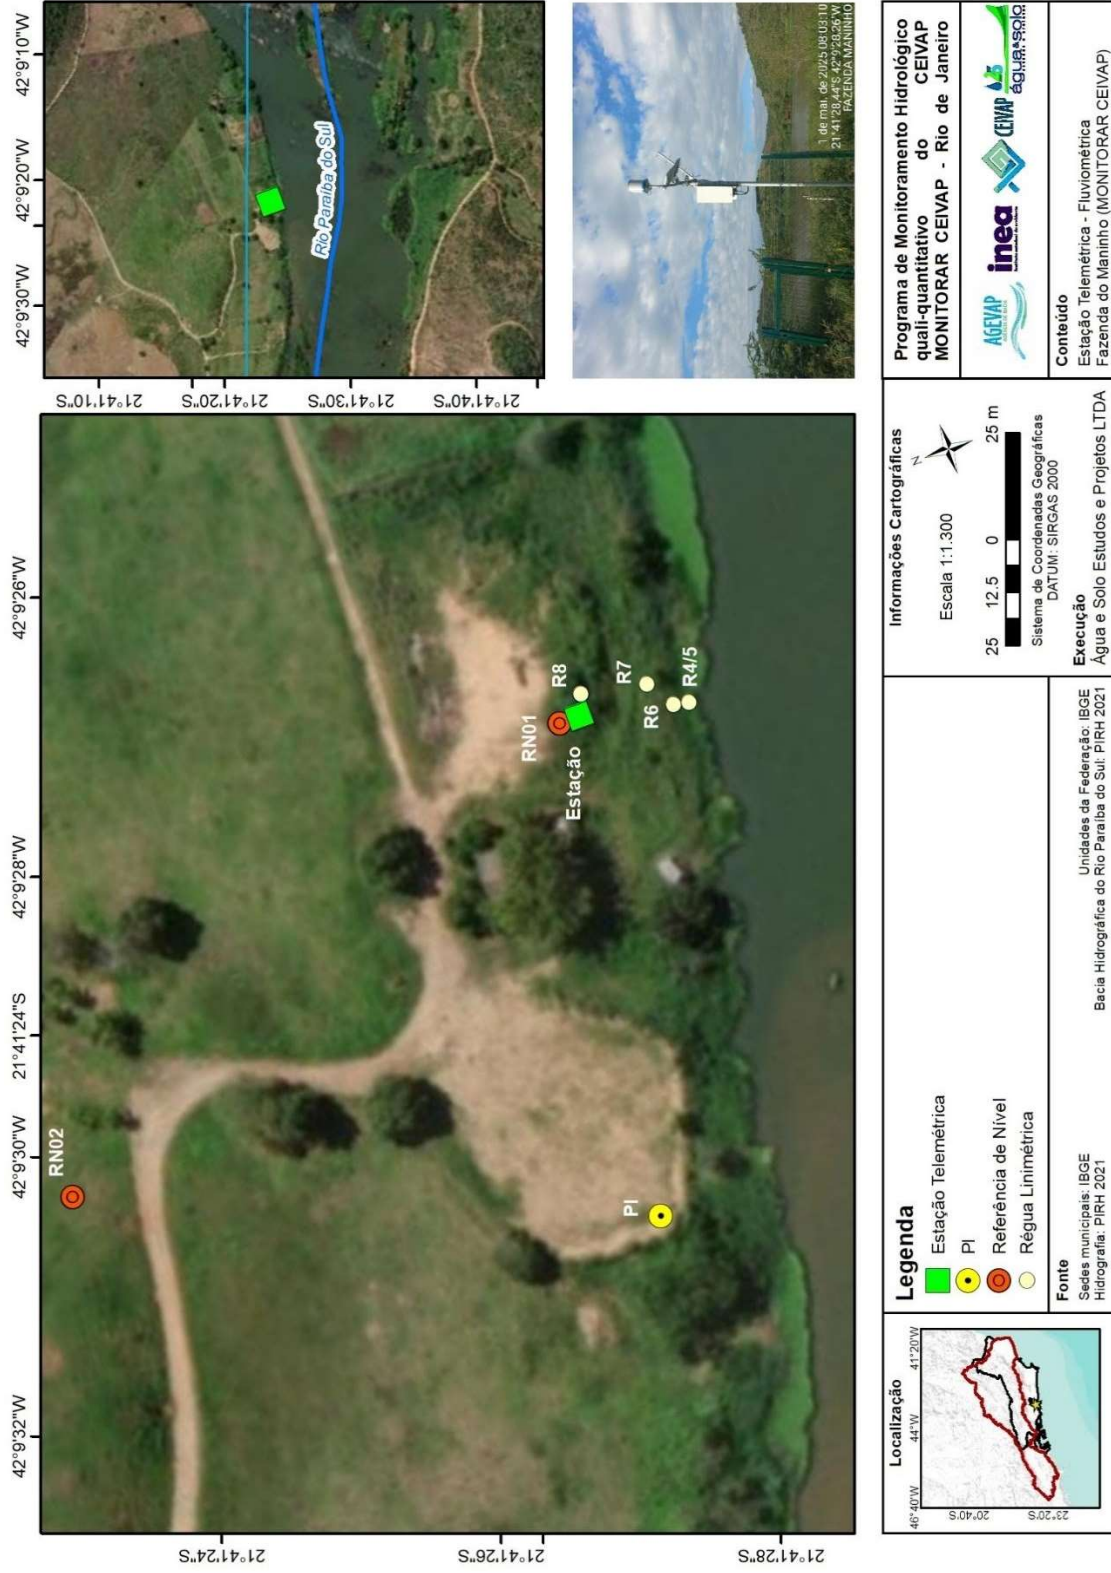 42°9'32"W
42°9'30"W
21°41'24"S
42°9'28"W
42°9'26"W
21°41'24"S
21°41'26"S
21°41'28"S
RN02
PI
RN01
Estação
R8
R7
R6
R4/5
42°9'30"W
42°9'20"W
42°9'10"W
21°41'10"S
21°41'20"S
21°41'30"S
21°41'40"S
Rio Paraíba do Sul
1 de mai. de 2025 08:03:10
21°41'28,44"S 42°9'28,26"W
FAZENDA MANINHO
Localização
46°40'W
44°W
41°20'W
20°40'S
23°20'S
Legenda
Estação Telemétrica
PI
Referência de Nível
Régua Linimétrica
Fonte
Sedes municipais: IBGE
Hidrografia: PIRH 2021
Unidades da Federação: IBGE
Bacia Hidrográfica do Rio Paraíba do Sul: PIRH 2021
Informações Cartográficas
Escala 1:1.300
N
25 12.5 0 25 m
Sistema de Coordenadas Geográficas
DATUM: SIRGAS 2000
Execução
Água e Solo Estudos e Projetos LTDA
Programa de Monitoramento Hidrológico
quali-quantitativo do CEIVAP
MONITORAR CEIVAP - Rio de Janeiro
AGEVAP
inea
CEIVAP
25
água&solo
Conteúdo
Estação Telemétrica - Fluviométrica
Fazenda do Maninho (MONITORAR CEIVAP)